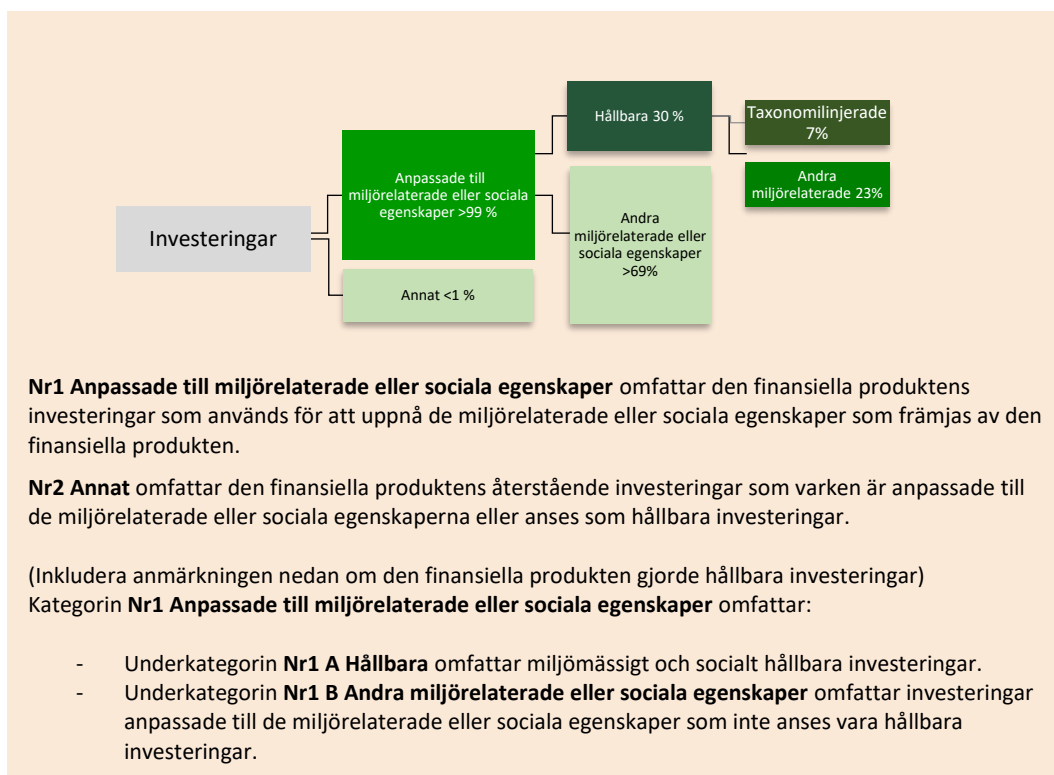 Investeringar
Anpassade till
miljörelaterade eller sociala
egenskaper >99 %
Annat <1 %
Hållbara 30 %
Andra
miljörelaterade eller
sociala egenskaper
>69%
Taxonomilinjerade
7%
Andra
miljörelaterade 23%
Nr1 Anpassade till miljörelaterade eller sociala egenskaper omfattar den finansiella produktens
investeringar som används för att uppnå de miljörelaterade eller sociala egenskaper som främjas av den
finansiella produkten.
Nr2 Annat omfattar den finansiella produktens återstående investeringar som varken är anpassade till
de miljörelaterade eller sociala egenskaperna eller anses som hållbara investeringar.
(Inkludera anmärkningen nedan om den finansiella produkten gjorde hållbara investeringar)
Kategorin Nr1 Anpassade till miljörelaterade eller sociala egenskaper omfattar:
- Underkategorin Nr1 A Hållbara omfattar miljömässigt och socialt hållbara investeringar.
- Underkategorin Nr1 B Andra miljörelaterade eller sociala egenskaper omfattar investeringar
anpassade till de miljörelaterade eller sociala egenskaper som inte anses vara hållbara
investeringar.